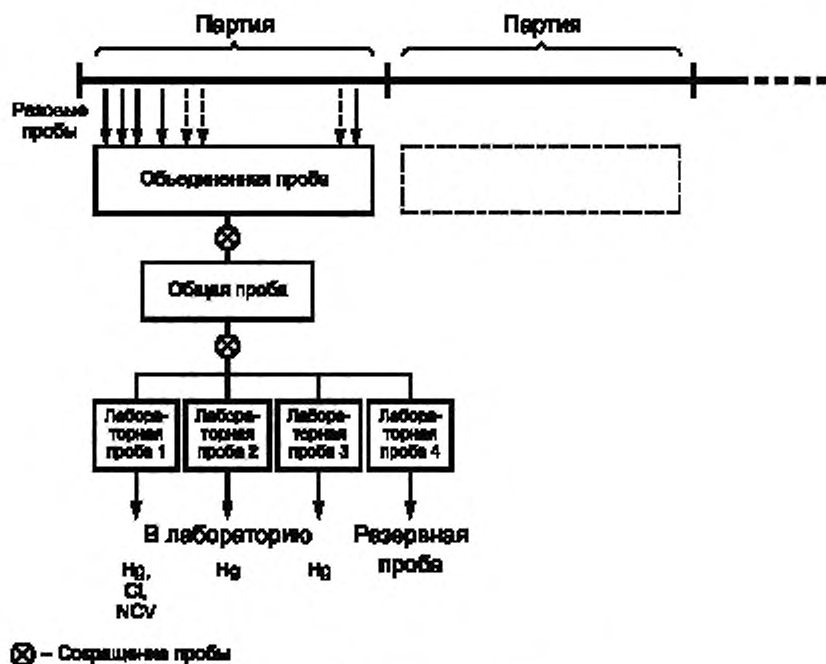 Партия
Партия
Разовые
пробы
Объединенная проба
Общая проба
Лабора-
торная
проба 1
Лабора-
торная
проба 2
Лабора-
торная
проба 3
Лабора-
торная
проба 4
В лабораторию
Резервная
проба
Hg,
Cl,
NCV
Hg
Hg
– Сокращение пробы